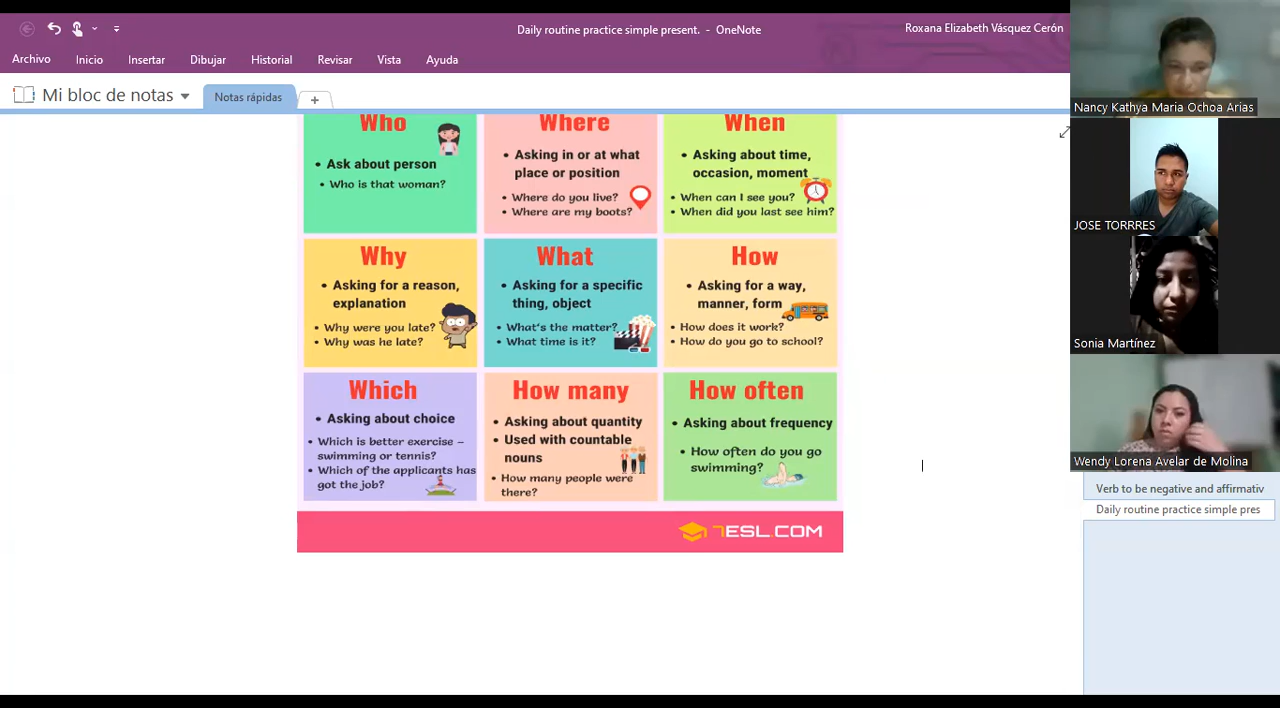 Daily routine practice simple present. - OneNote
Roxana Elizabeth Vásquez Cerón
Archivo
Inicio
Insertar
Dibujar
Historial
Revisar
Vista
Ayuda
Mi bloc de notas
Notas rápidas
Who
• Ask about person
• Who is that woman?
Where
• Asking in or at what
place or position
• Where do you live?
• Where are my boots?
When
• Asking about time,
occasion, moment
• When can I see you?
• When did you last see him?
Why
• Asking for a reason,
explanation
• Why were you late?
• Why was he late?
What
• Asking for a specific
thing, object
• What's the matter?
• What time is it?
How
• Asking for a way,
manner, form
• How does it work?
• How do you go to school?
Which
• Asking about choice
• Which is better exercise –
swimming or tennis?
• Which of the applicants has
got the job?
How many
• Asking about quantity
• Used with countable
nouns
• How many people were
there?
How often
• Asking about frequency
• How often do you go
swimming?
7ESL.COM
Nancy Kathya Maria Ochoa Arias
JOSE TORRRES
Sonia Martínez
Wendy Lorena Avelar de Molina
Verb to be negative and affirmativ
Daily routine practice simple pres